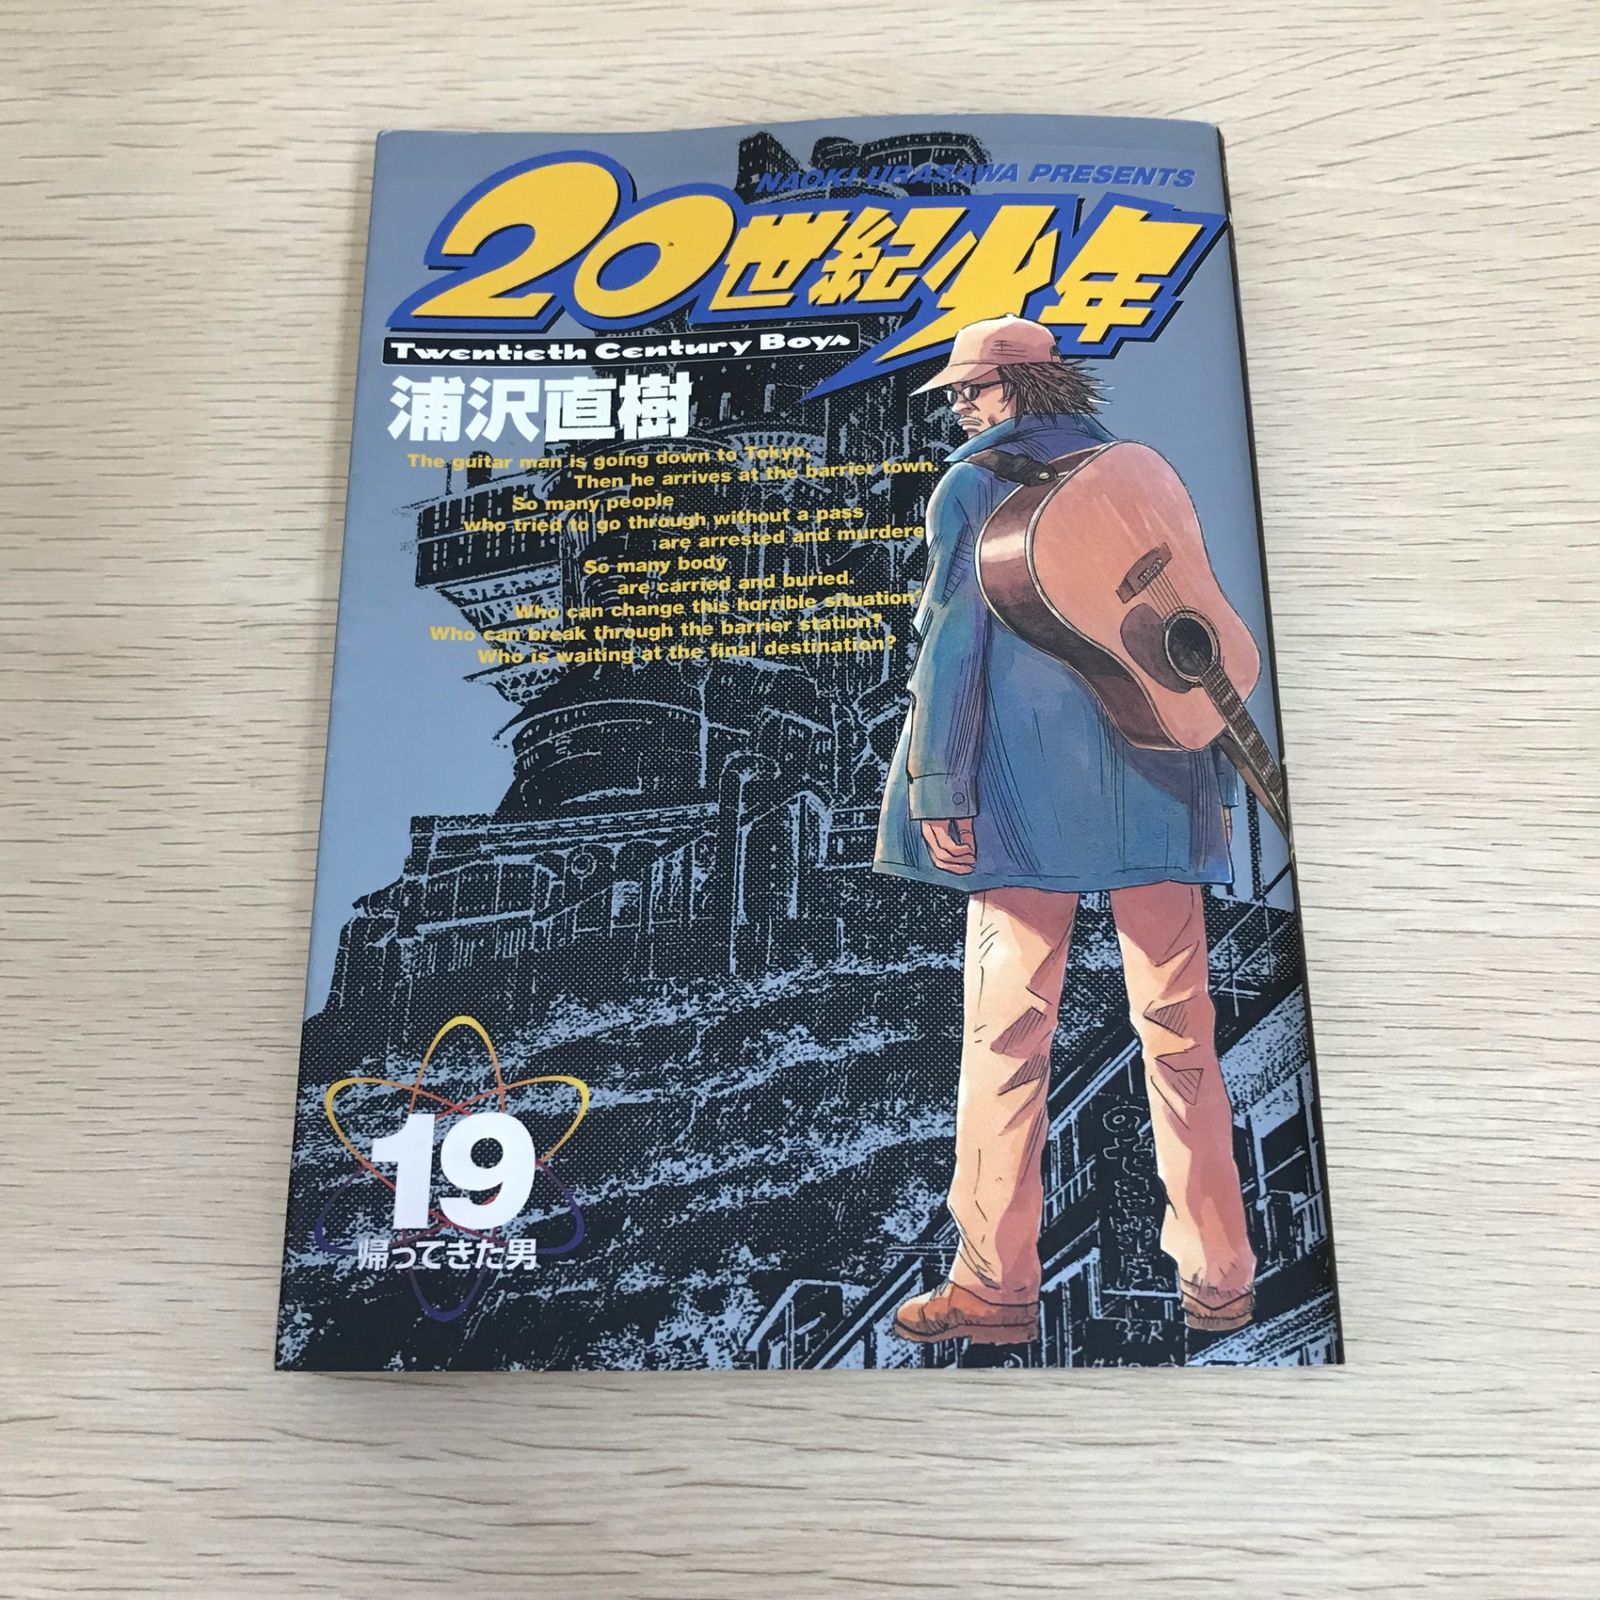 NAOKI URASAWA PRESENTS
20世紀少年
Twentieth Century Boys
浦沢直樹
The guitar man is going down to Tokyo,
Then he arrives at the barrier town.
So many people
who tried to go through without a pass
are arrested and murdere
So many body
are carried and buried.
Who can change this horrible situation?
Who can break through the barrier station?
Who is waiting at the final destination?
19
帰ってきた男